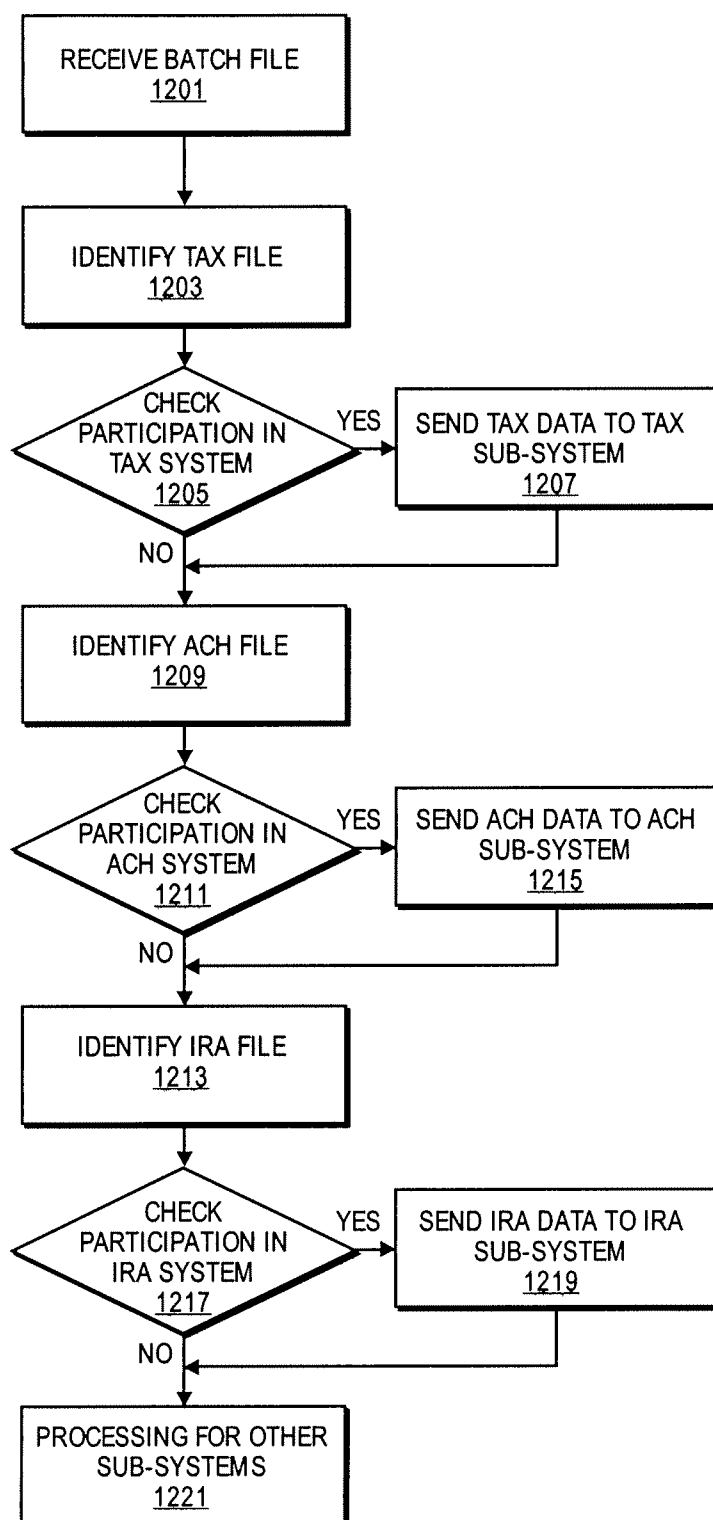 RECEIVE BATCH FILE
1201
IDENTIFY TAX FILE
1203
CHECK
PARTICIPATION IN
TAX SYSTEM
1205
YES
SEND TAX DATA TO TAX
SUB-SYSTEM
1207
NO
IDENTIFY ACH FILE
1209
CHECK
PARTICIPATION IN
ACH SYSTEM
1211
YES
SEND ACH DATA TO ACH
SUB-SYSTEM
1215
NO
IDENTIFY IRA FILE
1213
CHECK
PARTICIPATION IN
IRA SYSTEM
1217
YES
SEND IRA DATA TO IRA
SUB-SYSTEM
1219
NO
PROCESSING FOR OTHER
SUB-SYSTEMS
1221